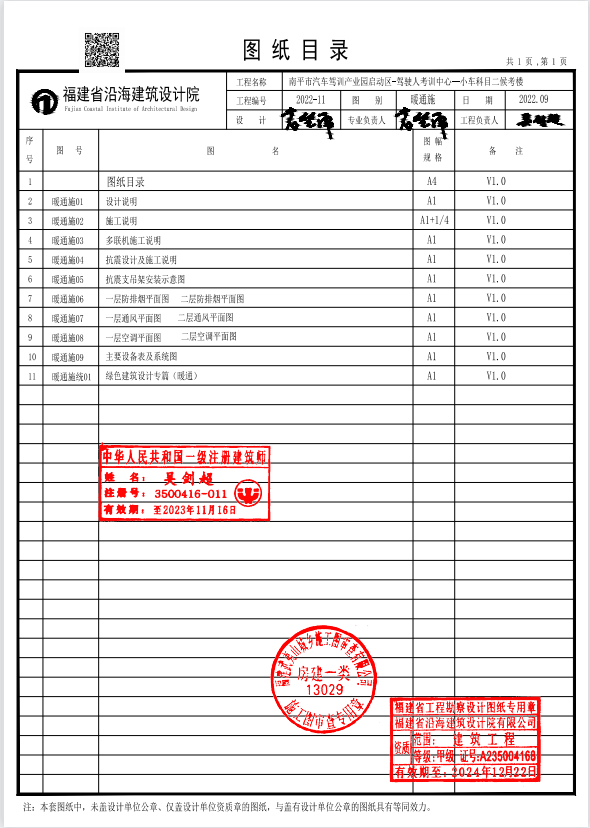 图纸目录
共 1 页 ,第 1 页
福建省沿海建筑设计院
Fujian Coastal Institute of Architectural Design
工程名称 南平市汽车驾训产业园启动区-驾驶人考训中心—小车科目二候考楼
工程编号 2022-11 图 别 暖通施 日 期 2022.09
设 计 专业负责人 工程负责人
序号 图 号 图 名 图幅规格 备 注
1 图纸目录 A4 V1.0
2 暖通施01 设计说明 A1 V1.0
3 暖通施02 施工说明 A1+1/4 V1.0
4 暖通施03 多联机施工说明 A1 V1.0
5 暖通施04 抗震设计及施工说明 A1 V1.0
6 暖通施05 抗震支吊架安装示意图 A1 V1.0
7 暖通施06 一层防排烟平面图 二层防排烟平面图 A1 V1.0
8 暖通施07 一层通风平面图 二层通风平面图 A1 V1.0
9 暖通施08 一层空调平面图 二层空调平面图 A1 V1.0
10 暖通施09 主要设备表及系统图 A1 V1.0
11 暖通施统01 绿色建筑设计专篇（暖通） A1 V1.0
中华人民共和国一级注册建筑师
姓 名： 吴剑超
注册号： 3500416-011
有效期： 至2023年11月16日
房建一类
13029
施工图审查专用章
福建省工程勘察设计图纸专用章
福建省沿海建筑设计院有限公司
资质 范围： 建筑工程
等级:甲级 证号:A235004168
有效期至:2024年12月22日
注：本套图纸中，未盖设计单位公章、仅盖设计单位资质章的图纸，与盖有设计单位公章的图纸具有等同效力。